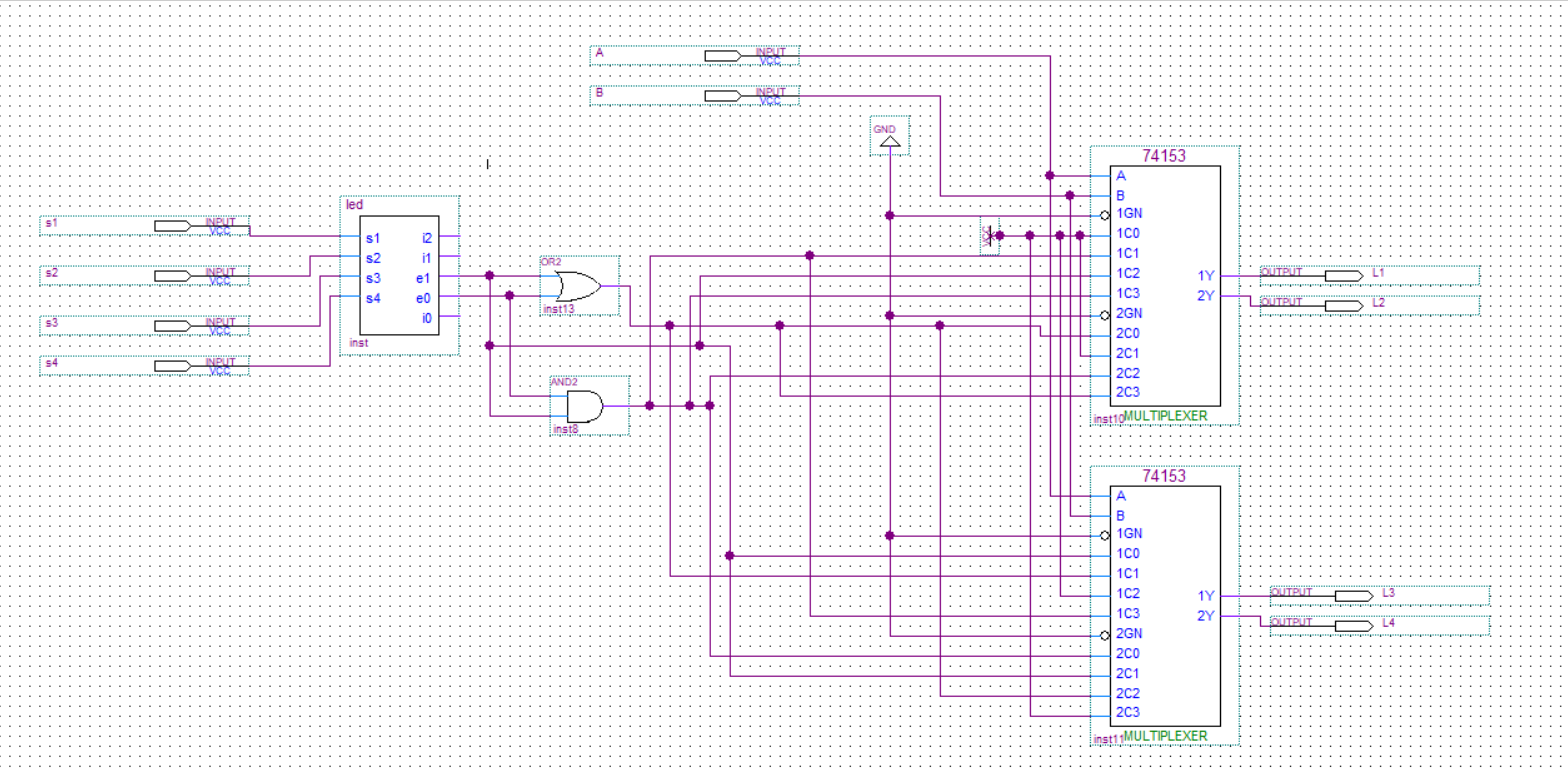 A INPUT
VCC
B INPUT
VCC
GND
74153
A
B
1GN
1C0
1C1
1C2
1C3
2GN
2C0
2C1
2C2
2C3
1Y
2Y
inst10 MULTIPLEXER
OUTPUT L1
OUTPUT L2
VCC
led
s1 INPUT
VCC
s2 INPUT
VCC
s3 INPUT
VCC
s4 INPUT
VCC
s1 i2
s2 i1
s3 e1
s4 e0
i0
inst
OR2
inst13
AND2
inst8
74153
A
B
1GN
1C0
1C1
1C2
1C3
2GN
2C0
2C1
2C2
2C3
1Y
2Y
inst11 MULTIPLEXER
OUTPUT L3
OUTPUT L4